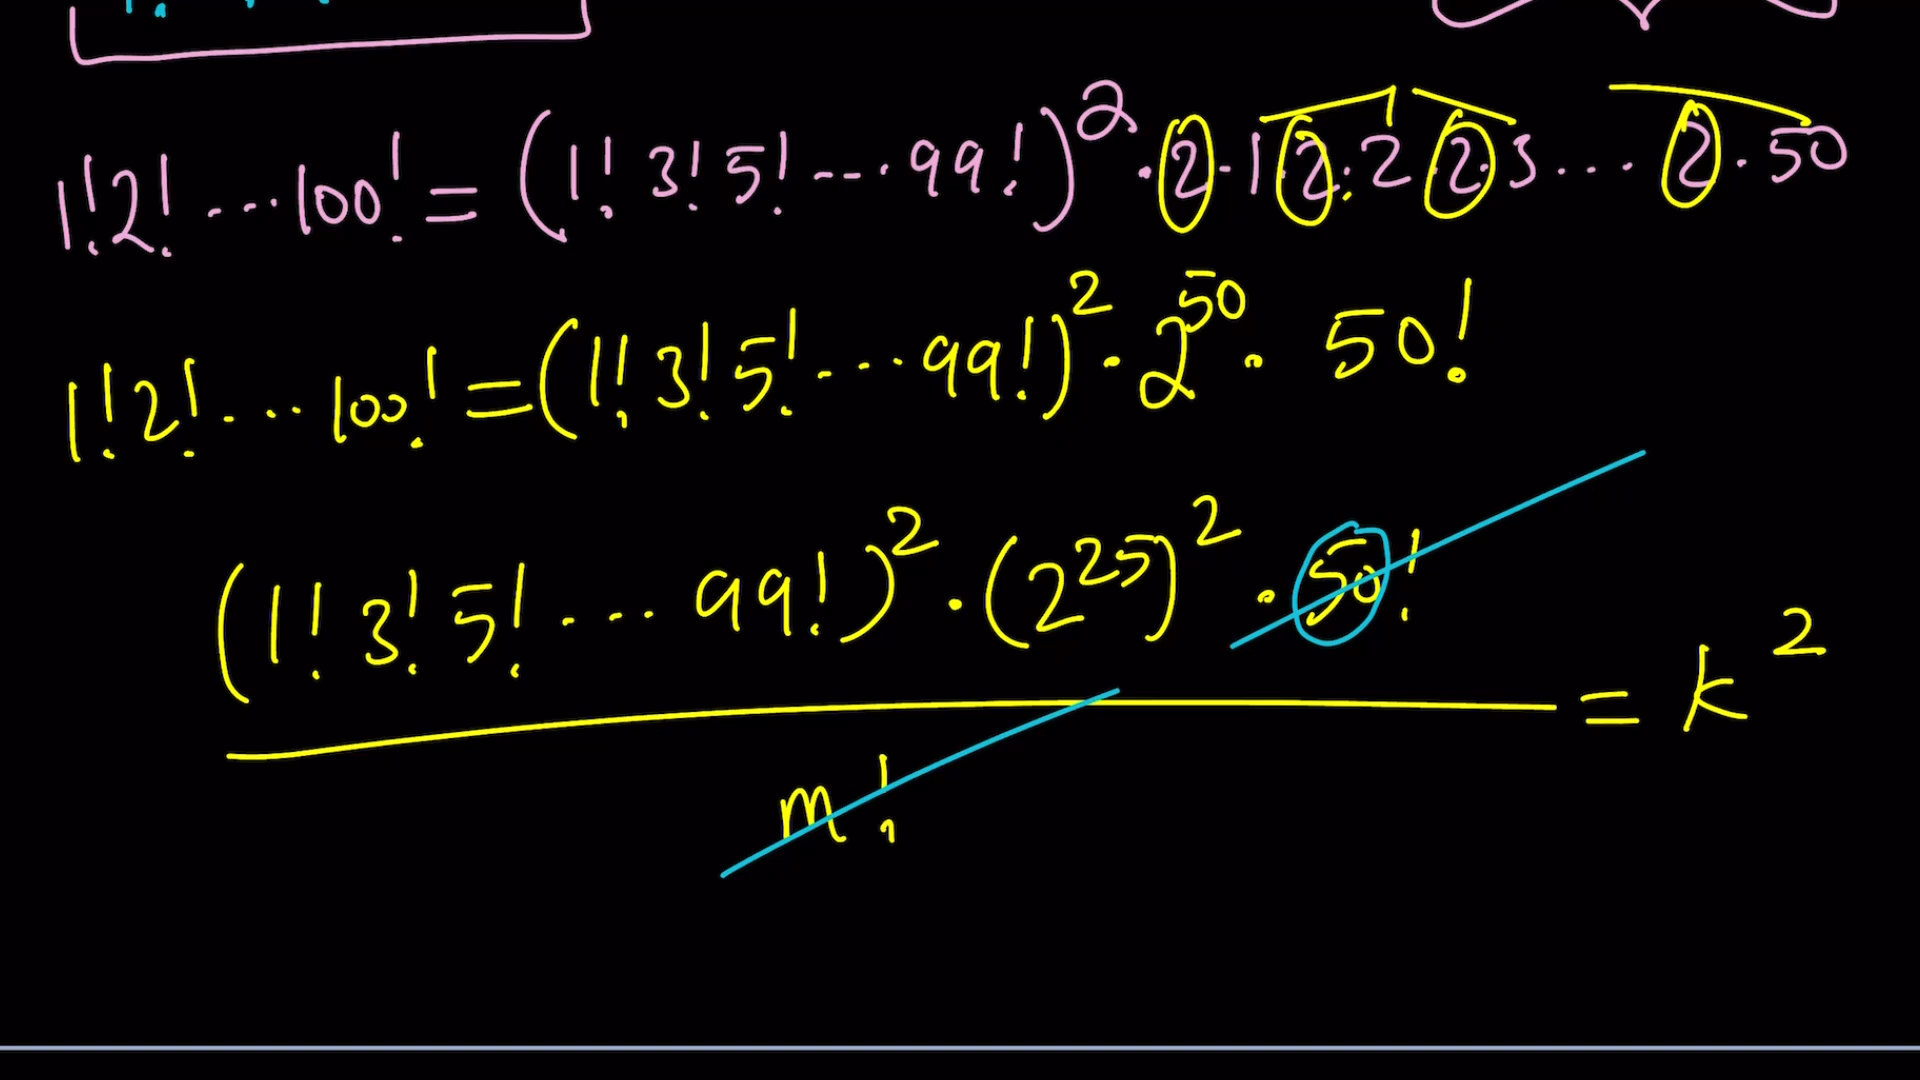 1!2!...100! = (1! 3! 5! ... 99!)² · 2·1 2·2 2·3 ... 2·50
1!2!...100! = (1! 3! 5! ... 99!)² · 2⁵⁰ · 50!
(1! 3! 5! ... 99!)² · (2²⁵)² · 50!
= k²
m!